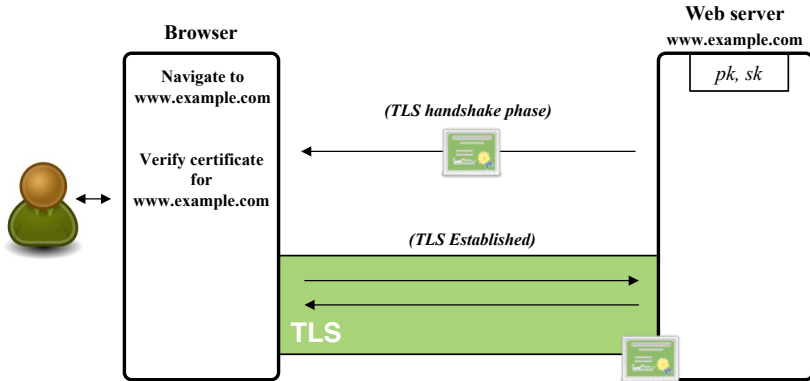 Browser
Web server
www.example.com
Navigate to
www.example.com
pk, sk
(TLS handshake phase)
Verify certificate
for
www.example.com
(TLS Established)
TLS